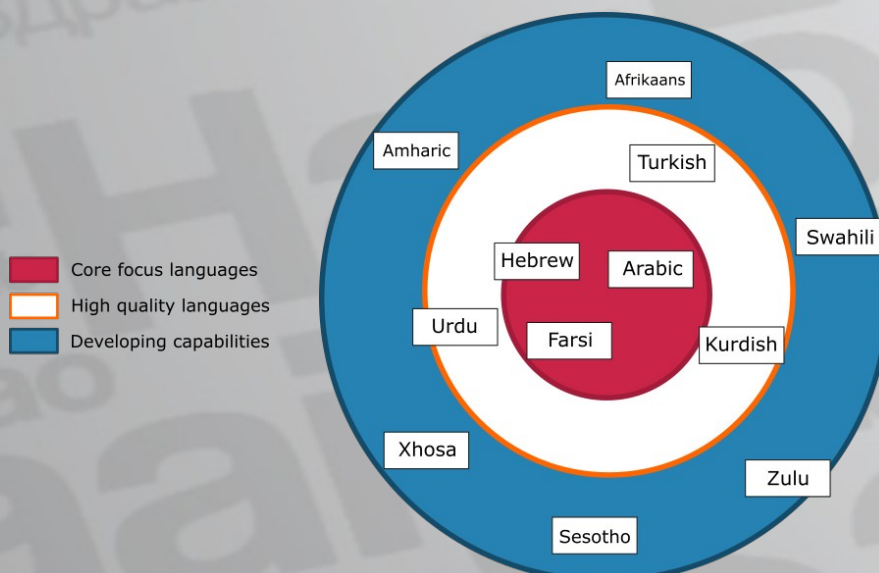 Afrikaans
Amharic
Turkish
Swahili
Hebrew
Arabic
Core focus languages
High quality languages
Urdu
Farsi
Kurdish
Developing capabilities
Xhosa
Zulu
Sesotho